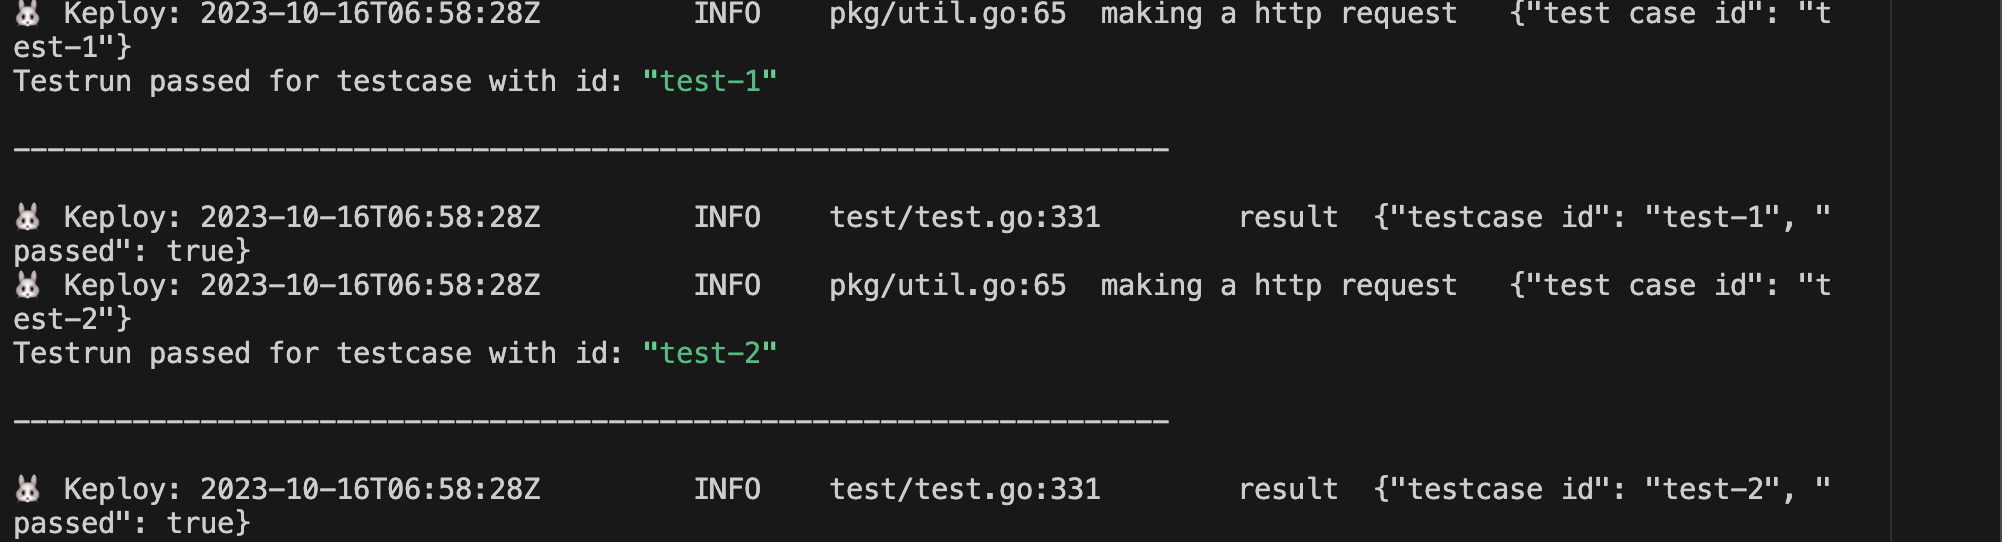 🐰 Keploy: 2023-10-16T06:58:28Z         INFO    pkg/util.go:65  making a http request   {"test case id": "t
est-1"}
Testrun passed for testcase with id: "test-1"
--------------------------------------------------------------------
🐰 Keploy: 2023-10-16T06:58:28Z         INFO    test/test.go:331        result  {"testcase id": "test-1", "
passed": true}
🐰 Keploy: 2023-10-16T06:58:28Z         INFO    pkg/util.go:65  making a http request   {"test case id": "t
est-2"}
Testrun passed for testcase with id: "test-2"
--------------------------------------------------------------------
🐰 Keploy: 2023-10-16T06:58:28Z         INFO    test/test.go:331        result  {"testcase id": "test-2", "
passed": true}